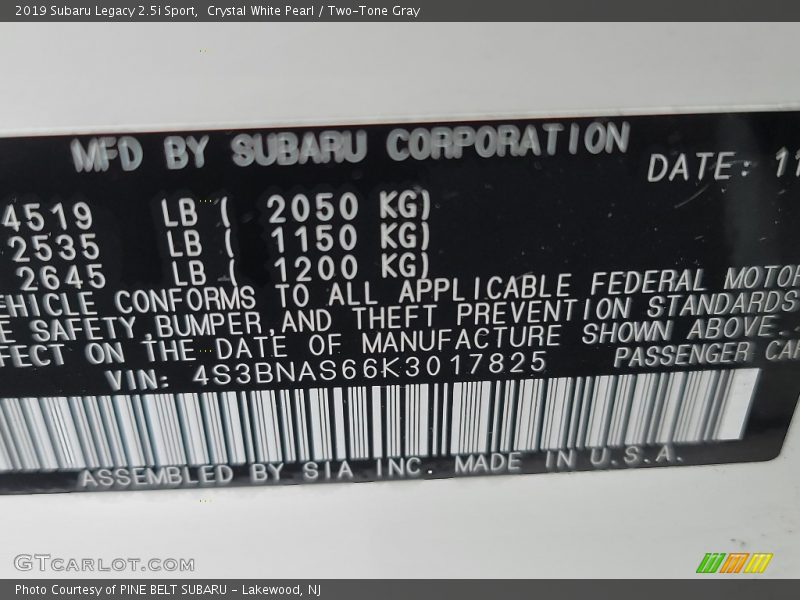 2019 Subaru Legacy 2.5i Sport,  Crystal White Pearl / Two-Tone Gray
MFD BY SUBARU CORPORATION
DATE: 11
4519 LB ( 2050 KG)
2535 LB ( 1150 KG)
2645 LB ( 1200 KG)
EHICLE CONFORMS TO ALL APPLICABLE FEDERAL MOTOR
E SAFETY,BUMPER,AND THEFT PREVENTION STANDARDS
FFECT ON THE DATE OF MANUFACTURE SHOWN ABOVE.
VIN: 4S3BNAS66K3017825 PASSENGER CAR
ASSEMBLED BY SIA INC. MADE IN U.S.A.
GTCARLOT.COM
Photo Courtesy of PINE BELT SUBARU - Lakewood, NJ